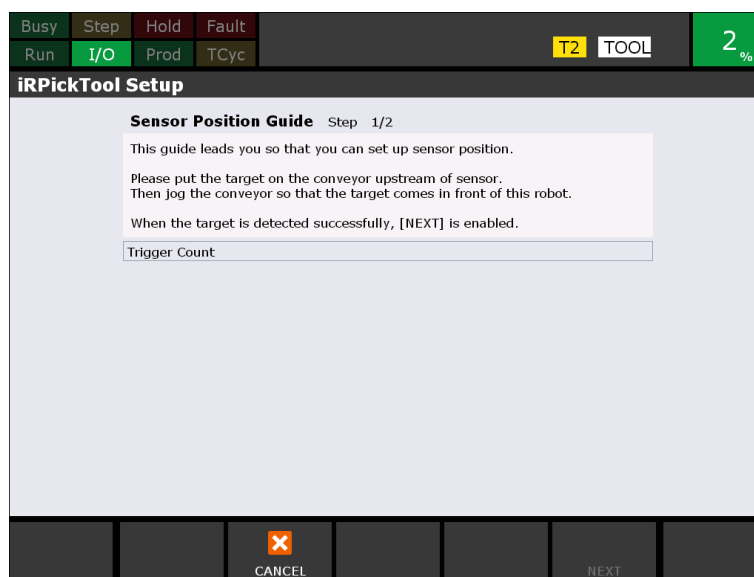 Busy Step Hold Fault
Run I/O Prod TCyc
T2 TOOL
2 %
iRPickTool Setup
Sensor Position Guide Step 1/2
This guide leads you so that you can set up sensor position.
Please put the target on the conveyor upstream of sensor.
Then jog the conveyor so that the target comes in front of this robot.
When the target is detected successfully, [NEXT] is enabled.
Trigger Count
CANCEL
NEXT